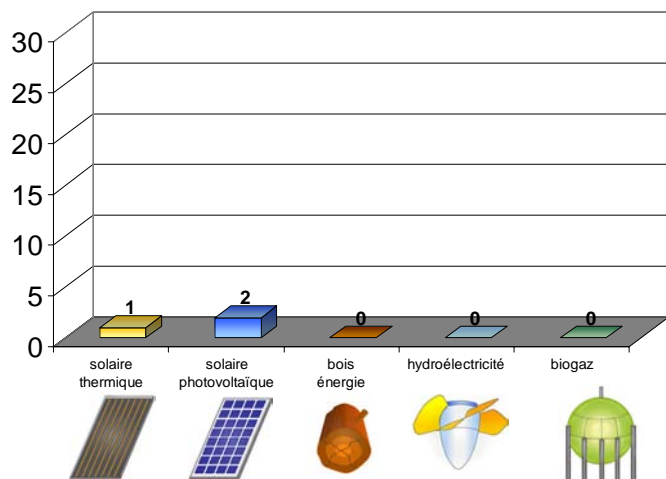 30
25
20
15
10
5
0
1
2
0
0
0
solaire
thermique
solaire
photovoltaïque
bois
énergie
hydroélectricité
biogaz